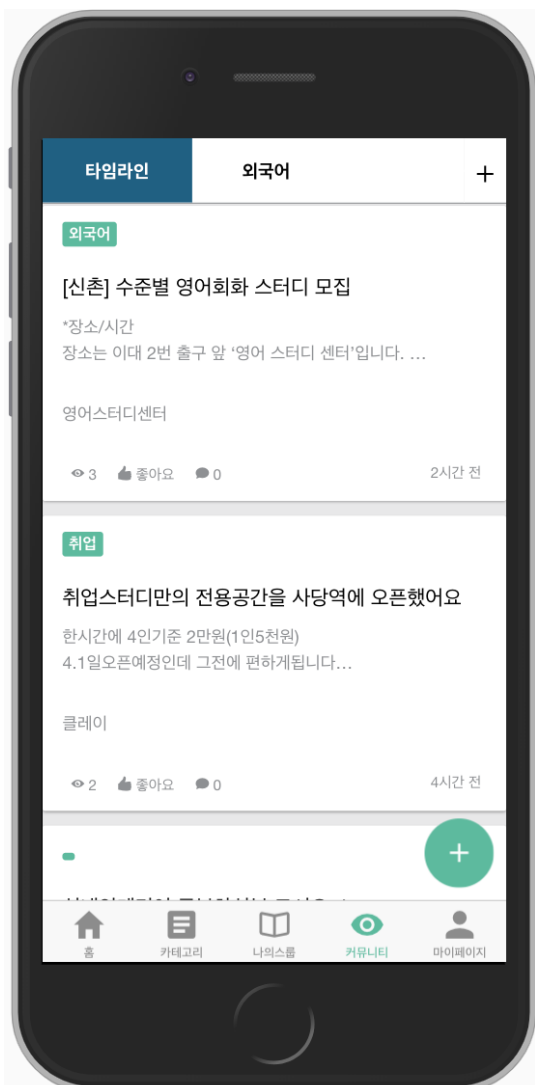 타임라인 외국어 +
외국어
[신촌] 수준별 영어회화 스터디 모집
*장소/시간
장소는 이대 2번 출구 앞 ‘영어 스터디 센터’입니다. …
영어스터디센터
3 좋아요 0 2시간 전
취업
취업스터디만의 전용공간을 사당역에 오픈했어요
한시간에 4인기준 2만원(1인5천원)
4.1일오픈예정인데 그전에 편하게됩니다…
클레이
2 좋아요 0 4시간 전
+
홈 카테고리 나의스룹 커뮤니티 마이페이지